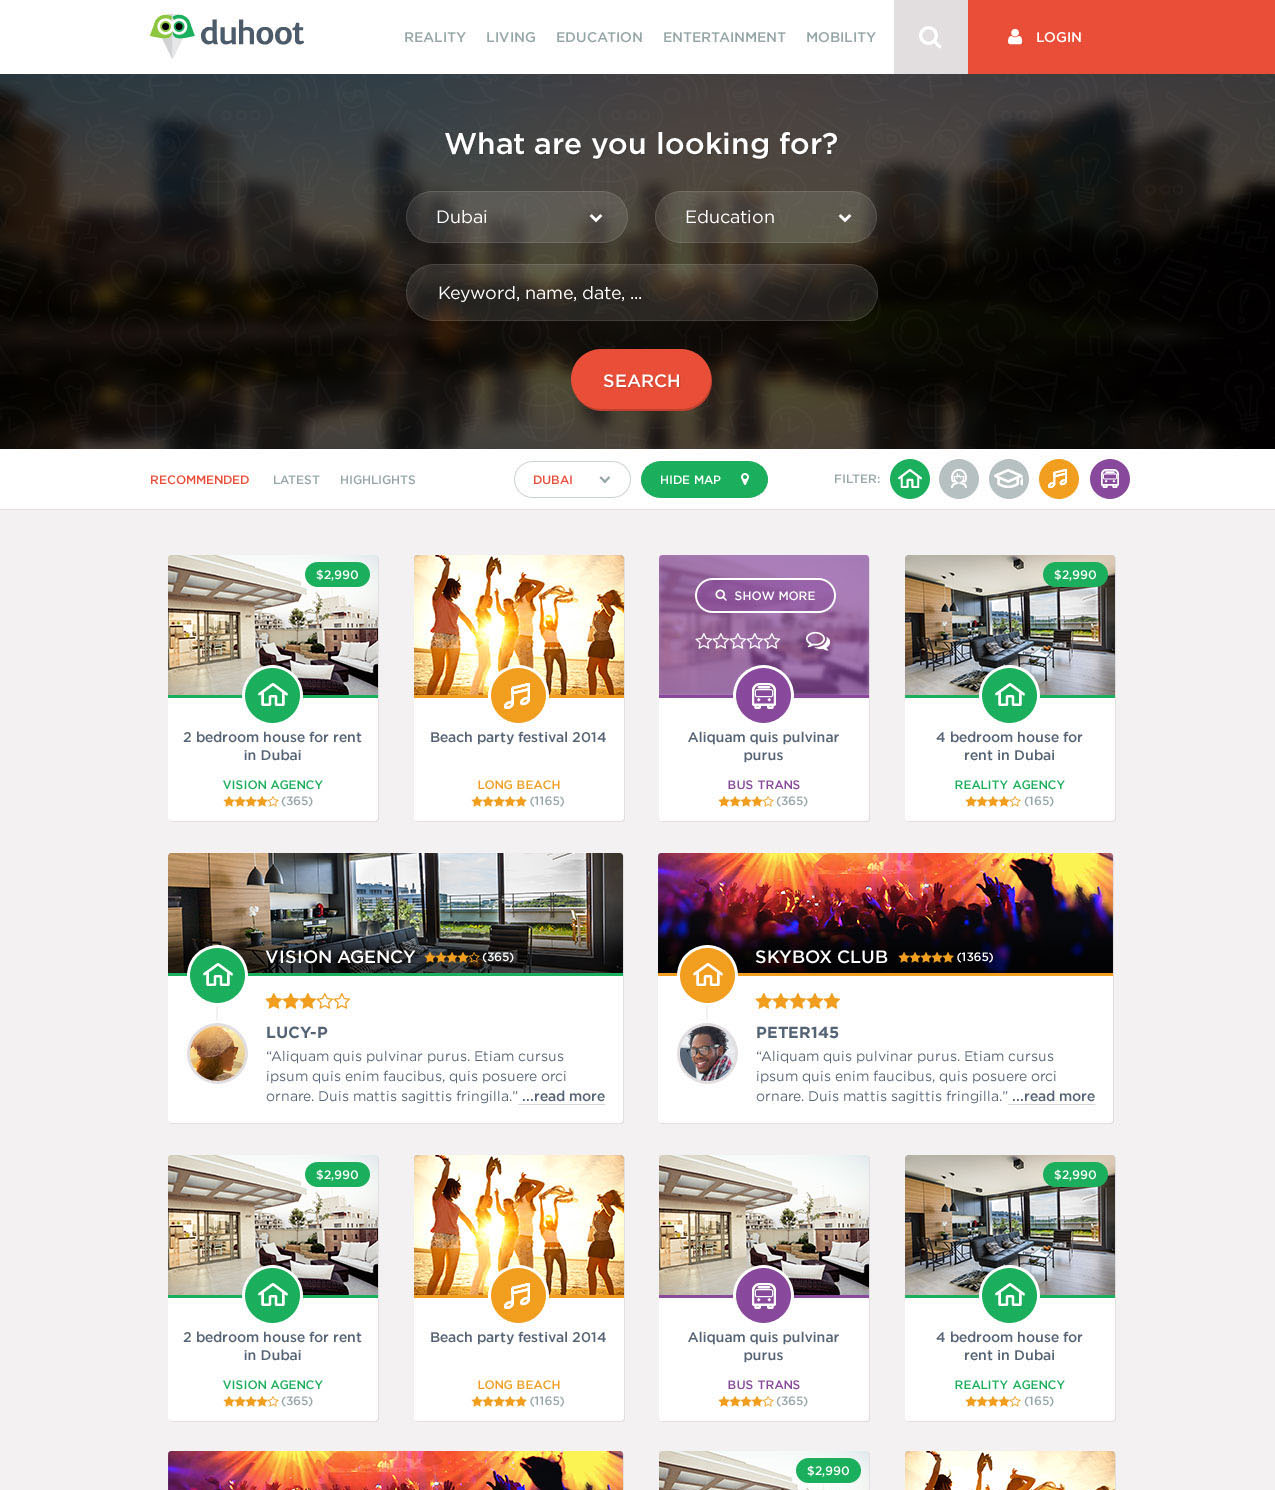 duhoot
REALITY LIVING EDUCATION ENTERTAINMENT MOBILITY LOGIN
What are you looking for?
Dubai Education
Keyword, name, date, ...
SEARCH
RECOMMENDED LATEST HIGHLIGHTS DUBAI HIDE MAP FILTER:
$2,990
SHOW MORE
$2,990
2 bedroom house for rent
in Dubai
VISION AGENCY
(365)
Beach party festival 2014
LONG BEACH
(1165)
Aliquam quis pulvinar
purus
BUS TRANS
(365)
4 bedroom house for
rent in Dubai
REALITY AGENCY
(165)
VISION AGENCY (365)
LUCY-P
“Aliquam quis pulvinar purus. Etiam cursus
ipsum quis enim faucibus, quis posuere orci
ornare. Duis mattis sagittis fringilla.” ...read more
SKYBOX CLUB (1365)
PETER145
“Aliquam quis pulvinar purus. Etiam cursus
ipsum quis enim faucibus, quis posuere orci
ornare. Duis mattis sagittis fringilla.” ...read more
$2,990
$2,990
2 bedroom house for rent
in Dubai
VISION AGENCY
(365)
Beach party festival 2014
LONG BEACH
(1165)
Aliquam quis pulvinar
purus
BUS TRANS
(365)
4 bedroom house for
rent in Dubai
REALITY AGENCY
(165)
$2,990